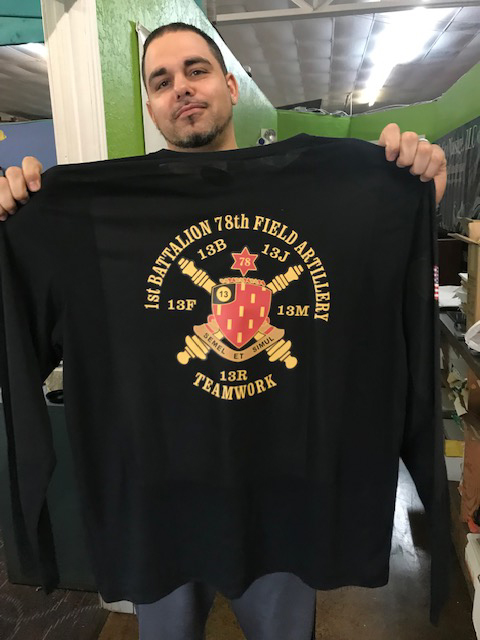 1st BATTALION 78th FIELD ARTILLERY
13B 13J
78
13
13F 13M
SEMEL ET SIMUL
13R
TEAMWORK